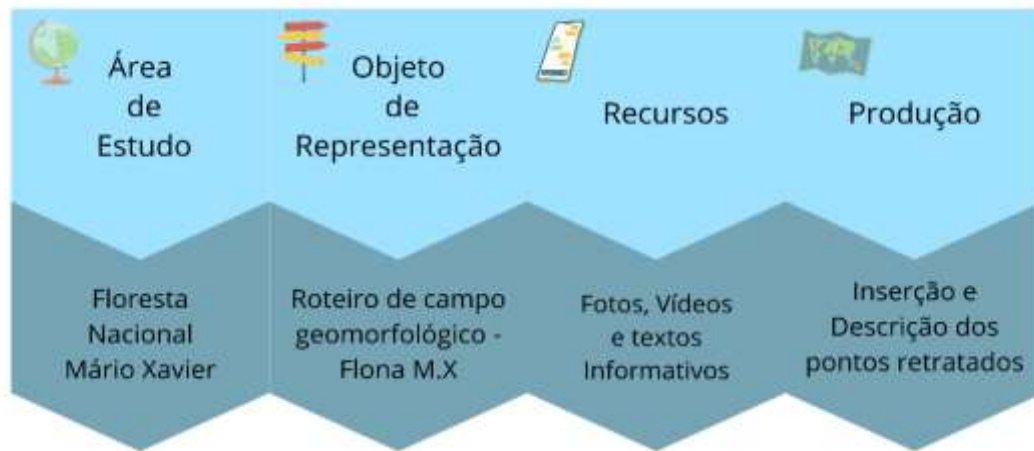 Área
de
Estudo
Objeto
de
Representação
Recursos
Produção
Floresta
Nacional
Mário Xavier
Roteiro de campo
geomorfológico -
Flona M.X
Fotos, Vídeos
e textos
Informativos
Inserção e
Descrição dos
pontos retratados